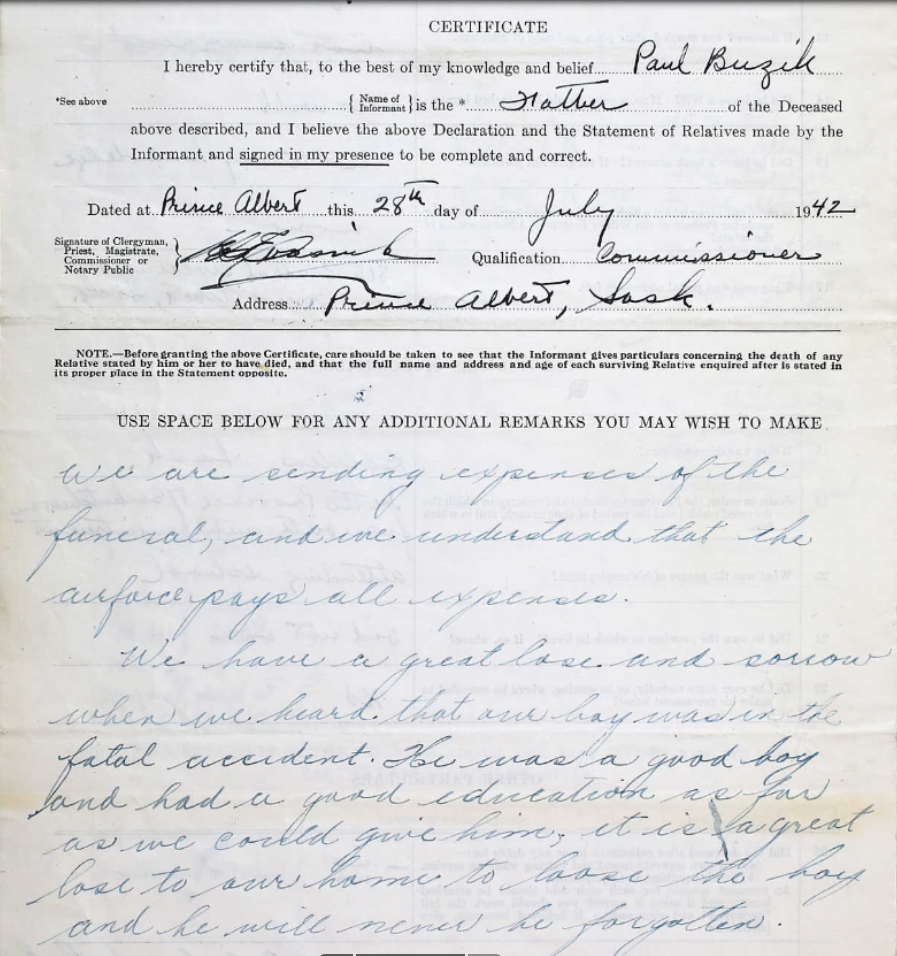 CERTIFICATE
I hereby certify that, to the best of my knowledge and belief Paul Buzik
*See above { Name of Informant } is the * Father of the Deceased
above described, and I believe the above Declaration and the Statement of Relatives made by the
Informant and signed in my presence to be complete and correct.
Dated at Prince Albert this 28th day of July 1942
Signature of Clergyman, Priest, Magistrate, Commissioner or Notary Public } Qualification Commissioner
Address Prince Albert, Sask.
NOTE.—Before granting the above Certificate, care should be taken to see that the Informant gives particulars concerning the death of any
Relative stated by him or her to have died, and that the full name and address and age of each surviving Relative enquired after is stated in
its proper place in the Statement opposite.
USE SPACE BELOW FOR ANY ADDITIONAL REMARKS YOU MAY WISH TO MAKE
We are sending expenses of the
funeral, and we understand that the
airforce pays all expenses.
We have a great lose and sorrow
when we heard that our boy was in the
fatal accident. He was a good boy
and had a good education as far
as we could give him, it is a great
lose to our home to loose the boy
and he will never be forgotten.